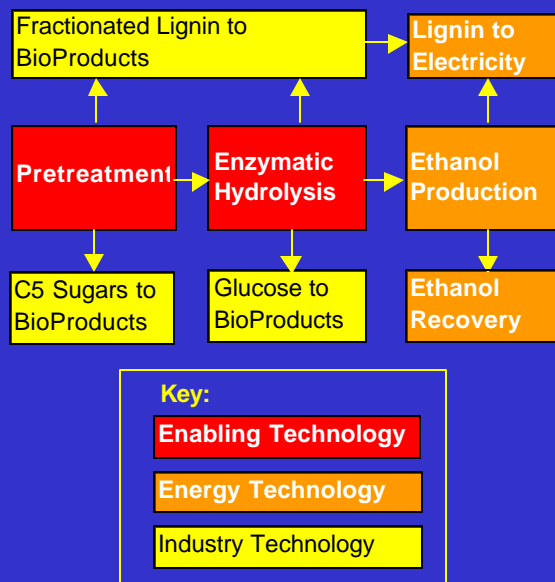 Fractionated Lignin to
BioProducts
Lignin to
Electricity
Pretreatment
Enzymatic
Hydrolysis
Ethanol
Production
C5 Sugars to
BioProducts
Glucose to
BioProducts
Ethanol
Recovery
Key:
Enabling Technology
Energy Technology
Industry Technology